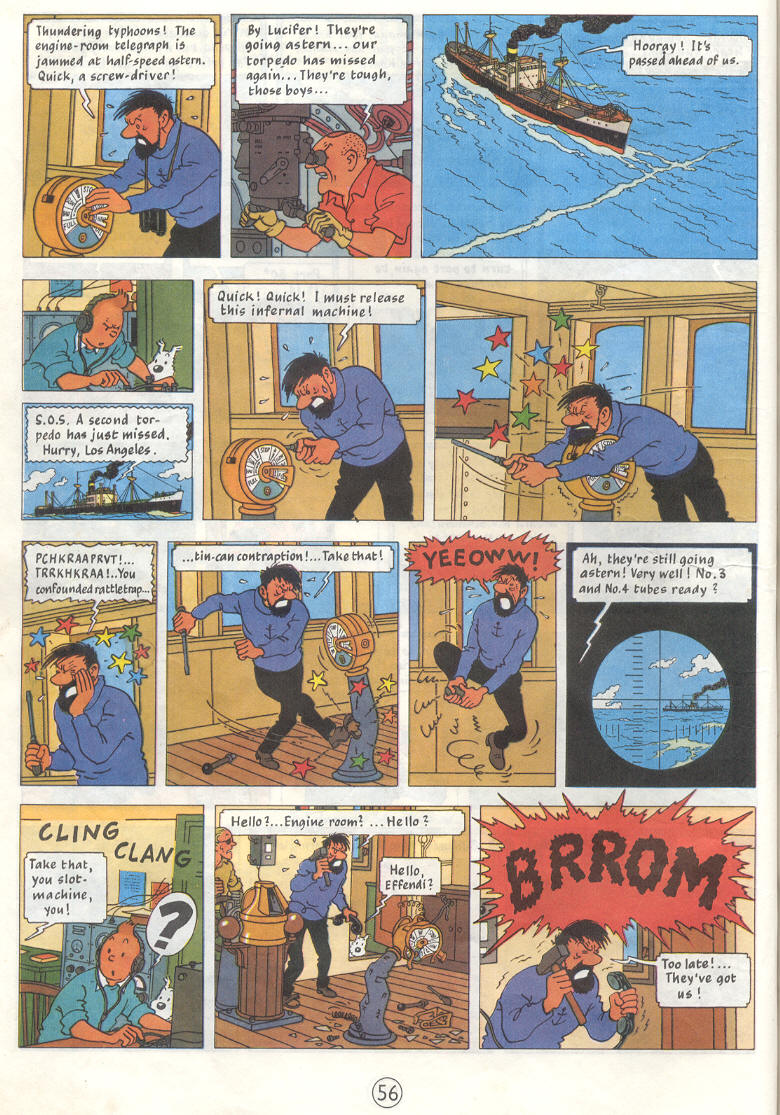 Thundering typhoons! The
engine-room telegraph is
jammed at half-speed astern.
Quick, a screw-driver!
By Lucifer! They're
going astern... our
torpedo has missed
again...They're tough,
those boys...
Hooray! It's
passed ahead of us.
S.O.S. A second tor-
pedo has just missed.
Hurry, Los Angeles.
Quick! Quick! I must release
this infernal machine!
PCHKRAAPRVT!...
TRRKHKRAA!..You
confounded rattletrap...
...tin-can contraption!...Take that!
YEEOWW!
Ah, they're still going
astern! Very well! No.3
and No.4 tubes ready?
CLING
CLANG
Take that,
you slot-
machine,
you!
?
Hello?...Engine room? ...Hello?
Hello,
Effendi?
BRROM
Too late!...
They've got
us!
56